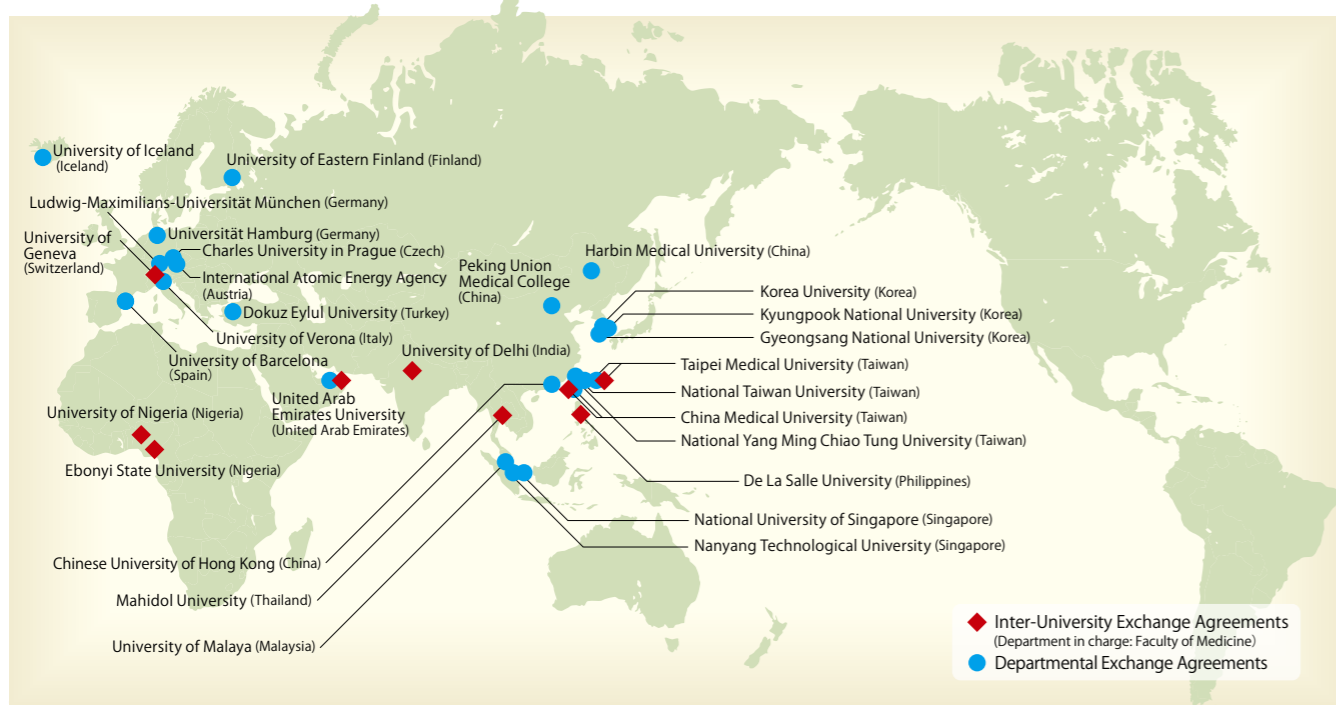 University of Iceland
(Iceland)
University of Eastern Finland (Finland)
Ludwig-Maximilians-Universität München (Germany)
University of
Geneva
(Switzerland)
Universität Hamburg (Germany)
Charles University in Prague (Czech)
International Atomic Energy Agency
(Austria)
Dokuz Eylul University (Turkey)
University of Verona (Italy)
University of Barcelona
(Spain)
University of Delhi (India)
United Arab
Emirates University
(United Arab Emirates)
University of Nigeria (Nigeria)
Ebonyi State University (Nigeria)
Harbin Medical University (China)
Peking Union
Medical College
(China)
Korea University (Korea)
Kyungpook National University (Korea)
Gyeongsang National University (Korea)
Taipei Medical University (Taiwan)
National Taiwan University (Taiwan)
China Medical University (Taiwan)
National Yang Ming Chiao Tung University (Taiwan)
De La Salle University (Philippines)
National University of Singapore (Singapore)
Nanyang Technological University (Singapore)
Chinese University of Hong Kong (China)
Mahidol University (Thailand)
University of Malaya (Malaysia)
Inter-University Exchange Agreements
(Department in charge: Faculty of Medicine)
Departmental Exchange Agreements